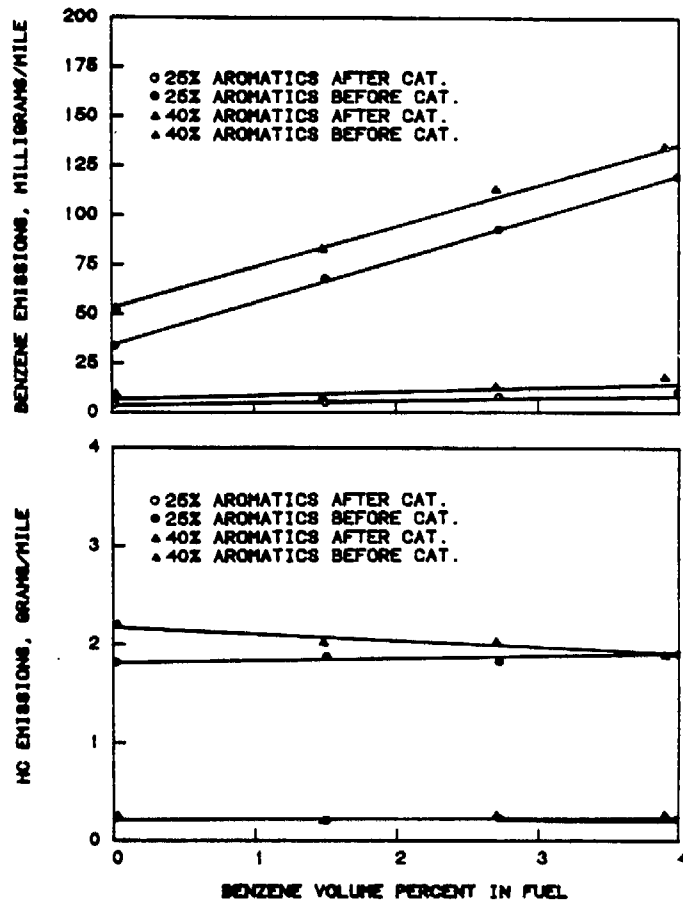 BENZENE EMISSIONS, MILLIGRAMS/MILE
200
175
150
125
100
75
50
25
0
25% AROMATICS AFTER CAT.
25% AROMATICS BEFORE CAT.
40% AROMATICS AFTER CAT.
40% AROMATICS BEFORE CAT.
HC EMISSIONS, GRAMS/MILE
4
3
2
1
0
25% AROMATICS AFTER CAT.
25% AROMATICS BEFORE CAT.
40% AROMATICS AFTER CAT.
40% AROMATICS BEFORE CAT.
0 1 2 3 4
BENZENE VOLUME PERCENT IN FUEL